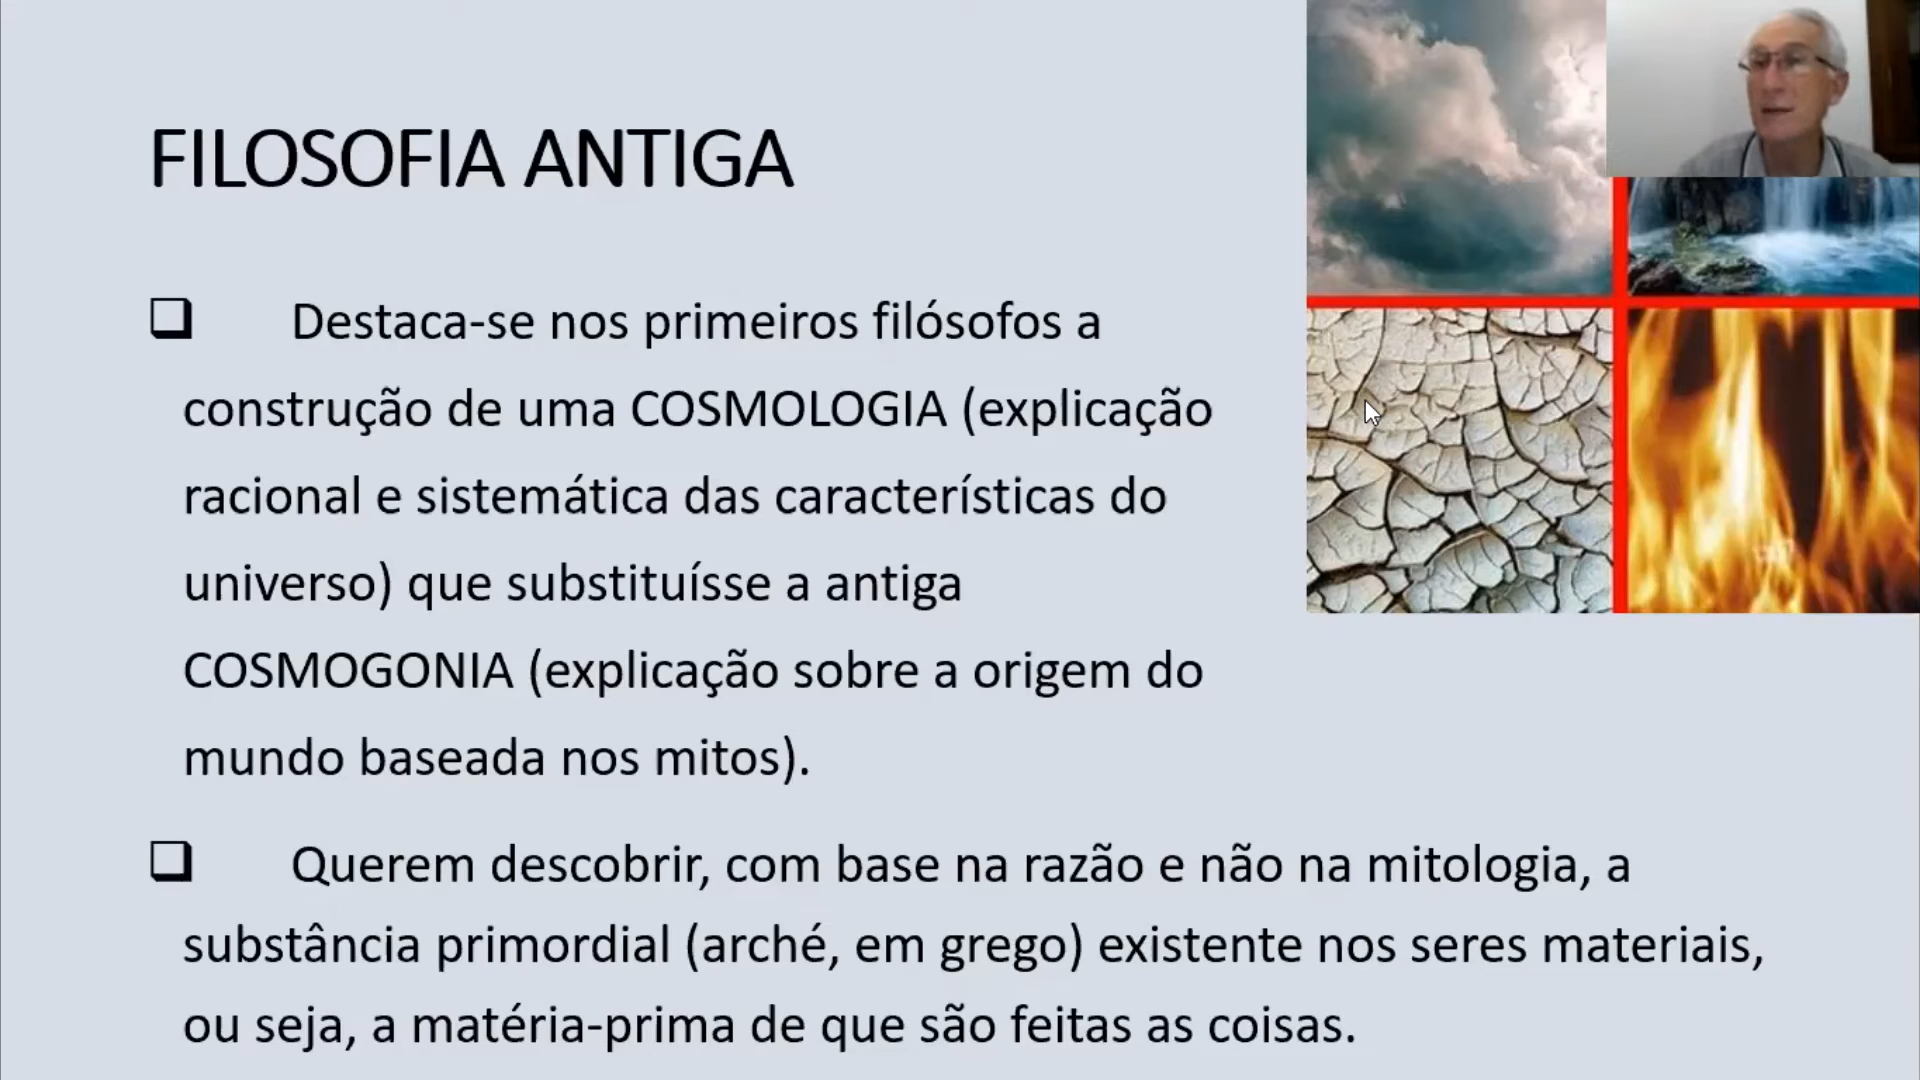 FILOSOFIA ANTIGA
Destaca-se nos primeiros filósofos a
construção de uma COSMOLOGIA (explicação
racional e sistemática das características do
universo) que substituísse a antiga
COSMOGONIA (explicação sobre a origem do
mundo baseada nos mitos).
Querem descobrir, com base na razão e não na mitologia, a
substância primordial (arché, em grego) existente nos seres materiais,
ou seja, a matéria-prima de que são feitas as coisas.